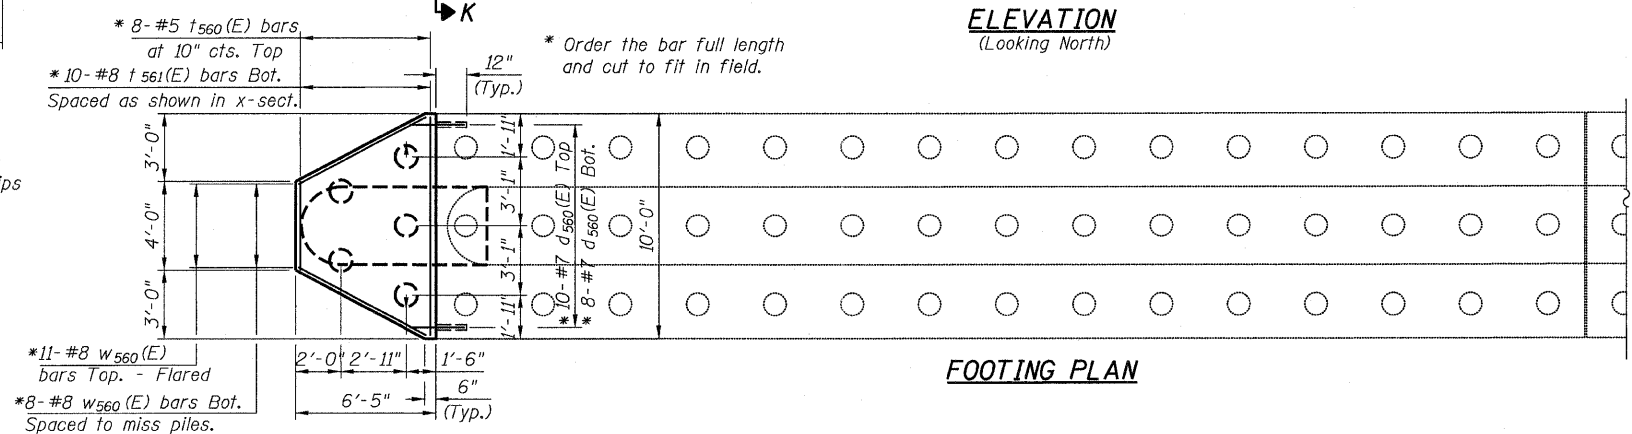 K
ELEVATION
(Looking North)
* 8-#5 t560(E) bars
at 10" cts. Top
* 10-#8 t561(E) bars Bot.
Spaced as shown in x-sect.
* Order the bar full length
and cut to fit in field.
12"
(Typ.)
ips
3'-0"
4'-0"
3'-0"
1'-11"
3'-1"
3'-1"
1'-11"
* 10-#7 d560(E) Top
* 8-#7 d560(E) Bot.
10'-0"
*11-#8 w560(E)
bars Top. - Flared
*8-#8 w560(E) bars Bot.
Spaced to miss piles.
2'-0" 2'-11" 1'-6"
6'-5"
6"
(Typ.)
FOOTING PLAN